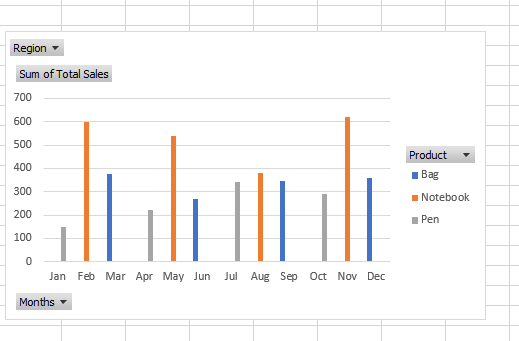 Region
Sum of Total Sales
700
600
500
400
300
200
100
0
Jan Feb Mar Apr May Jun Jul Aug Sep Oct Nov Dec
Product
Bag
Notebook
Pen
Months